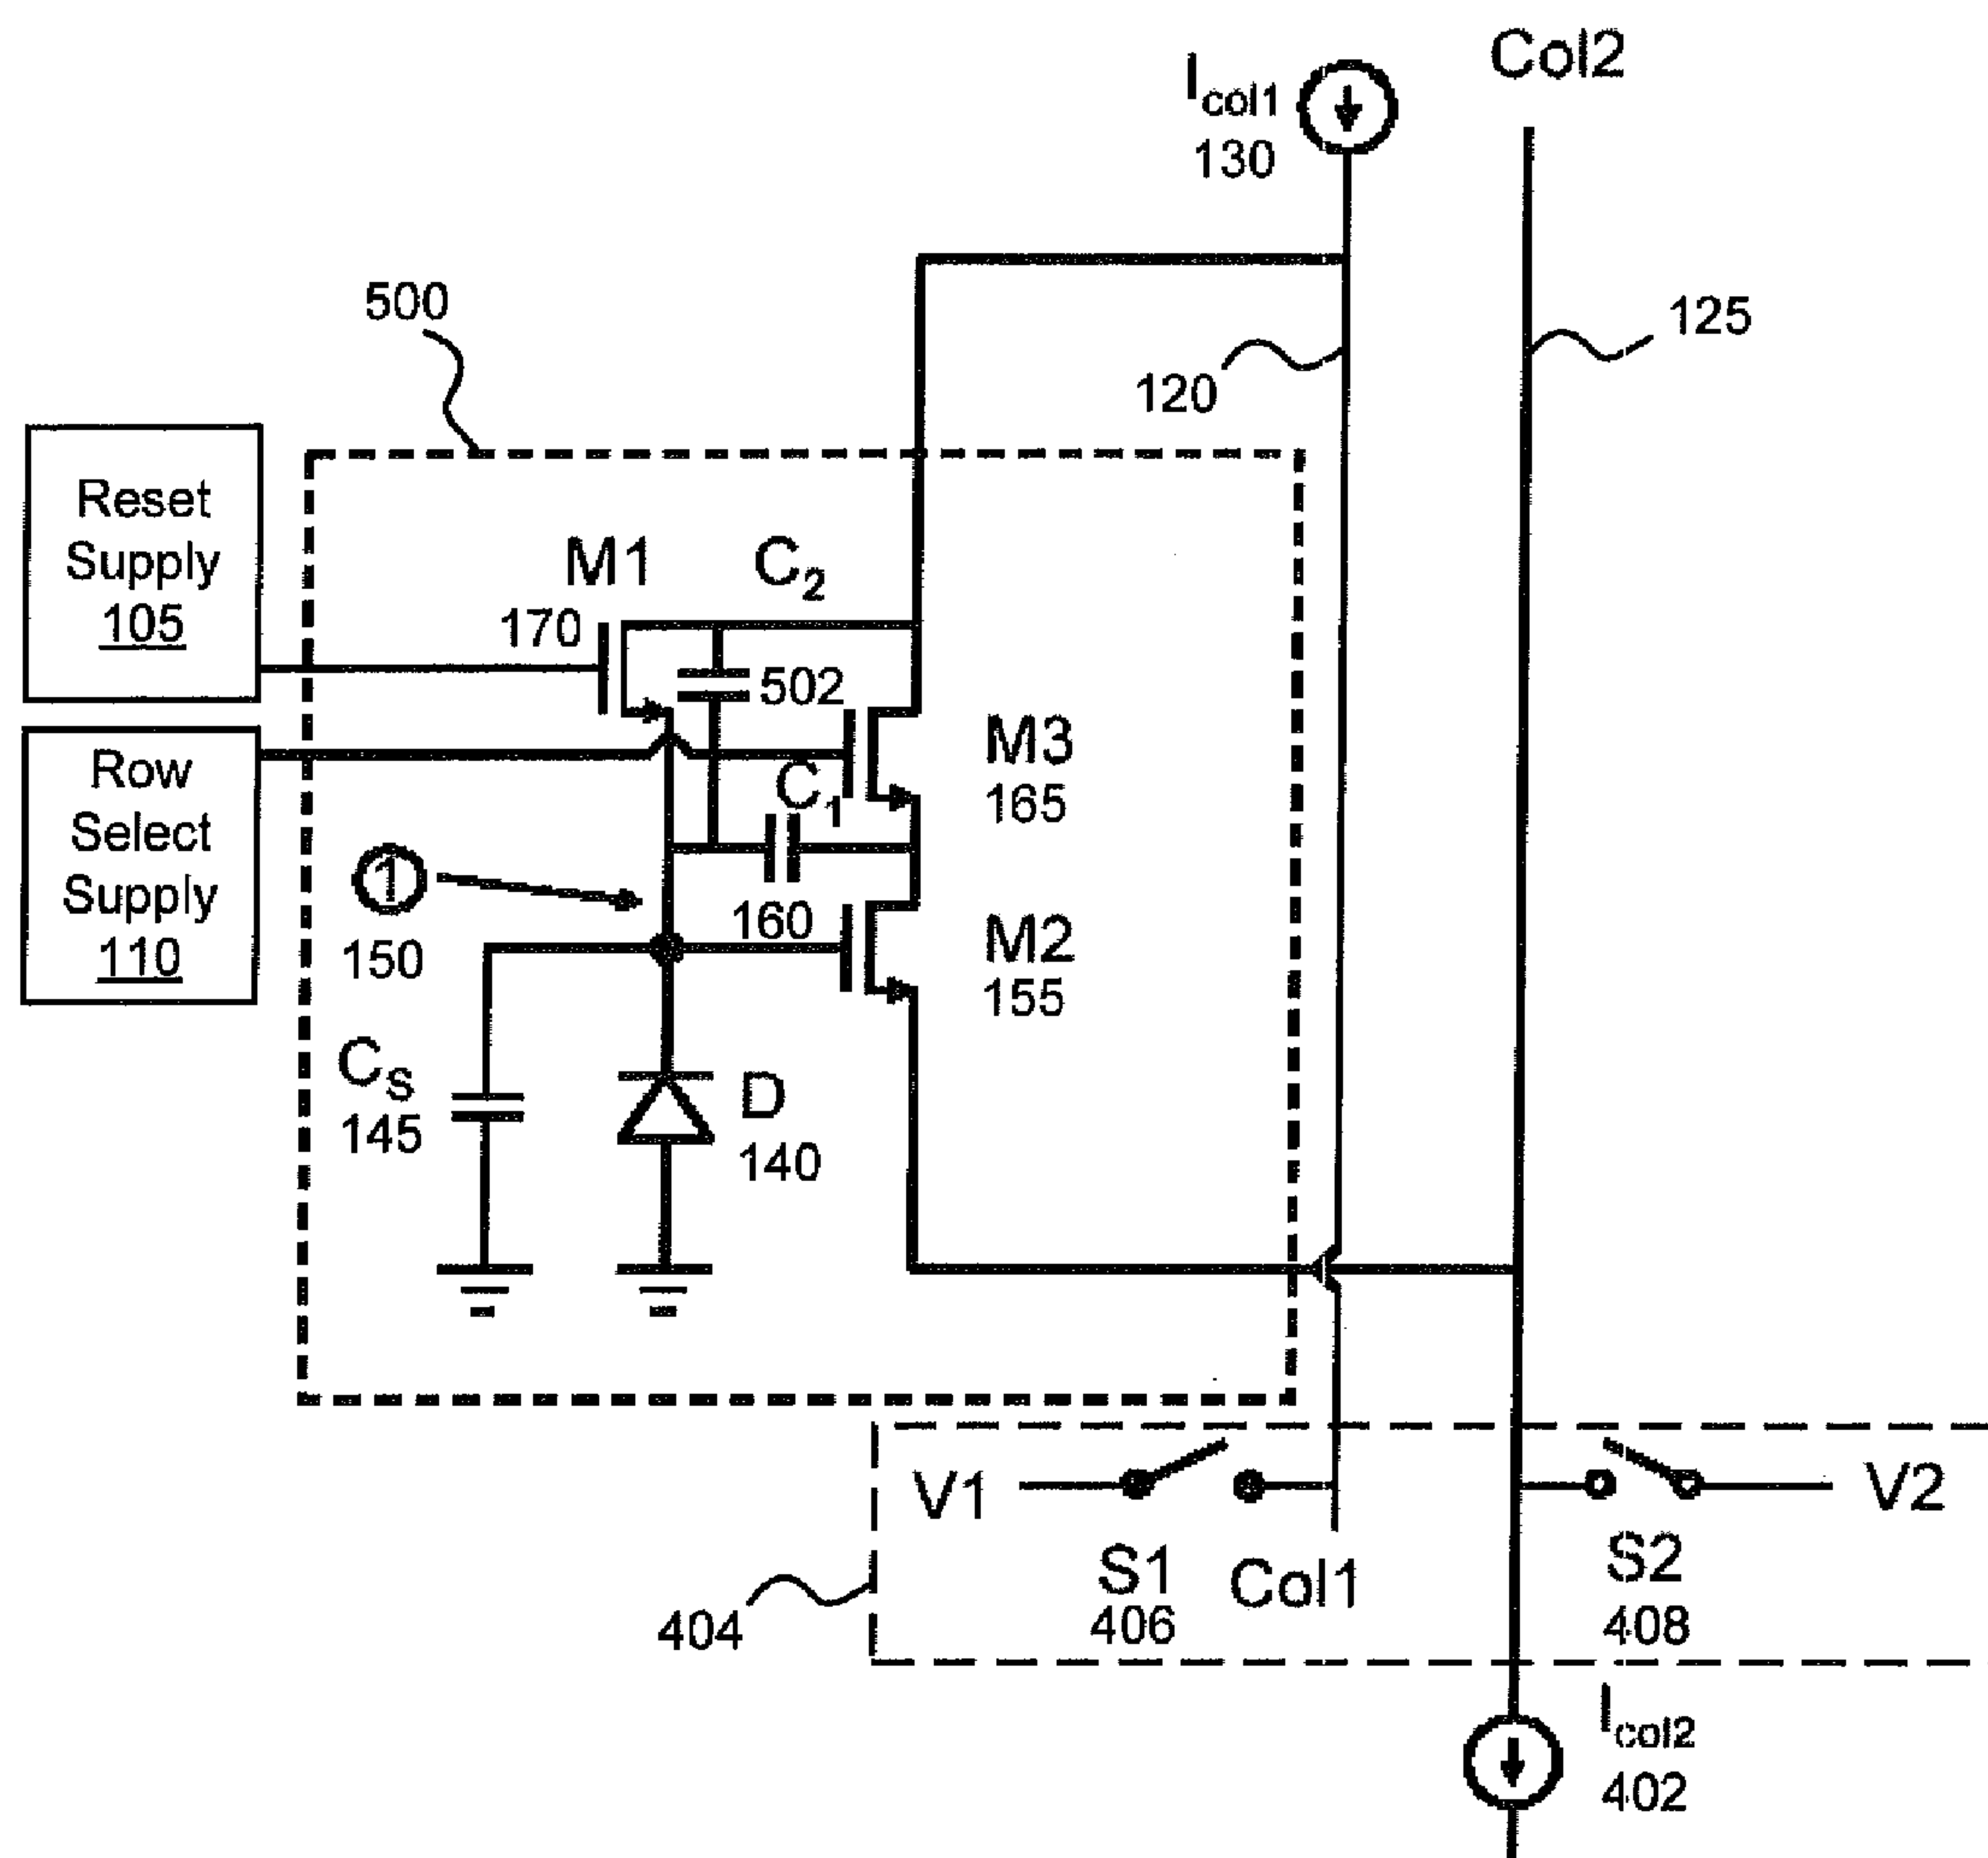 Col2
Icol1
130
500
125
120
Reset
Supply
105
M1
C2
170
502
Row
Select
Supply
110
M3
165
C1
1
150
160
M2
155
CS
145
D
140
V1
V2
S1
406
Col1
S2
408
404
Icol2
402